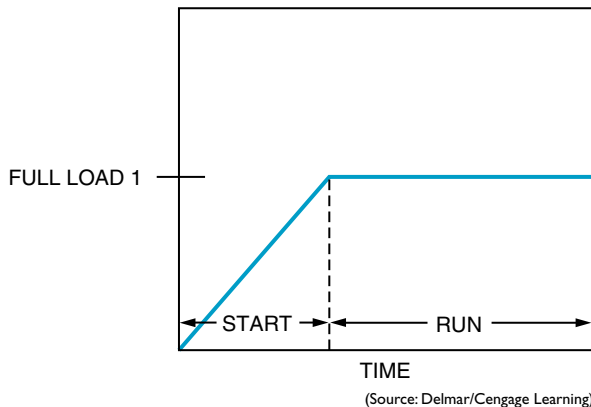 FULL LOAD 1
START
RUN
TIME
(Source: Delmar/Cengage Learning)